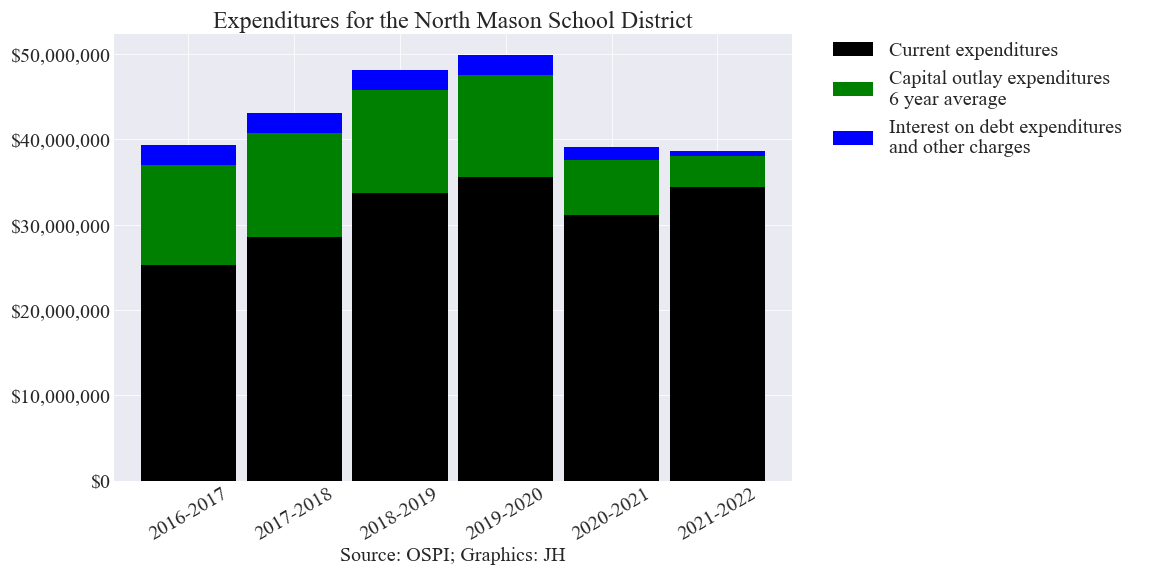 Expenditures for the North Mason School District
$50,000,000
$40,000,000
$30,000,000
$20,000,000
$10,000,000
$0
2016-2017
2017-2018
2018-2019
2019-2020
2020-2021
2021-2022
Source: OSPI; Graphics: JH
Current expenditures
Capital outlay expenditures
6 year average
Interest on debt expenditures
and other charges